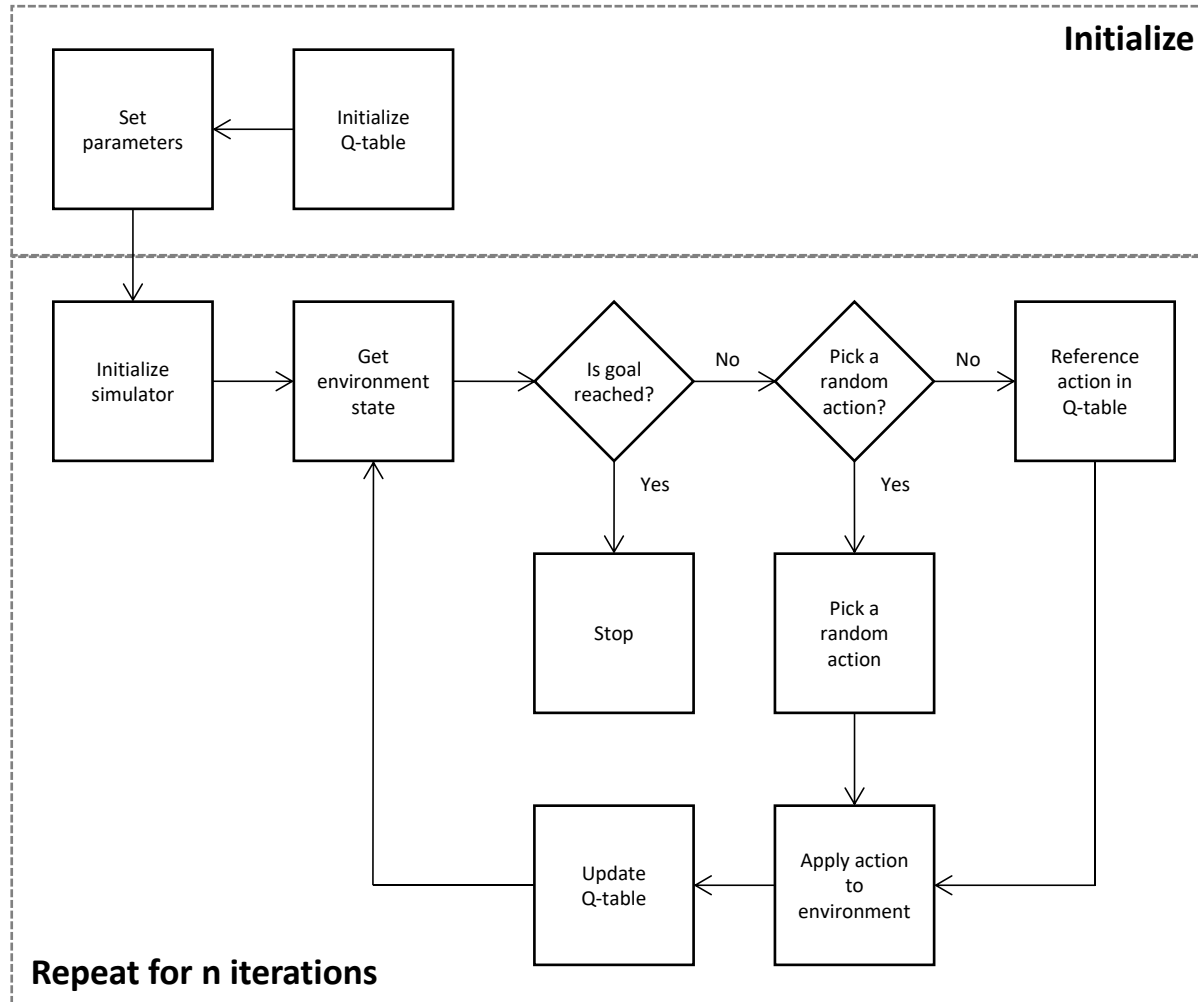 Initialize
Set
parameters
Initialize
Q-table
Initialize
simulator
Get
environment
state
Is goal
reached?
No
Pick a
random
action?
No
Reference
action in
Q-table
Yes
Yes
Stop
Pick a
random
action
Update
Q-table
Apply action
to
environment
Repeat for n iterations